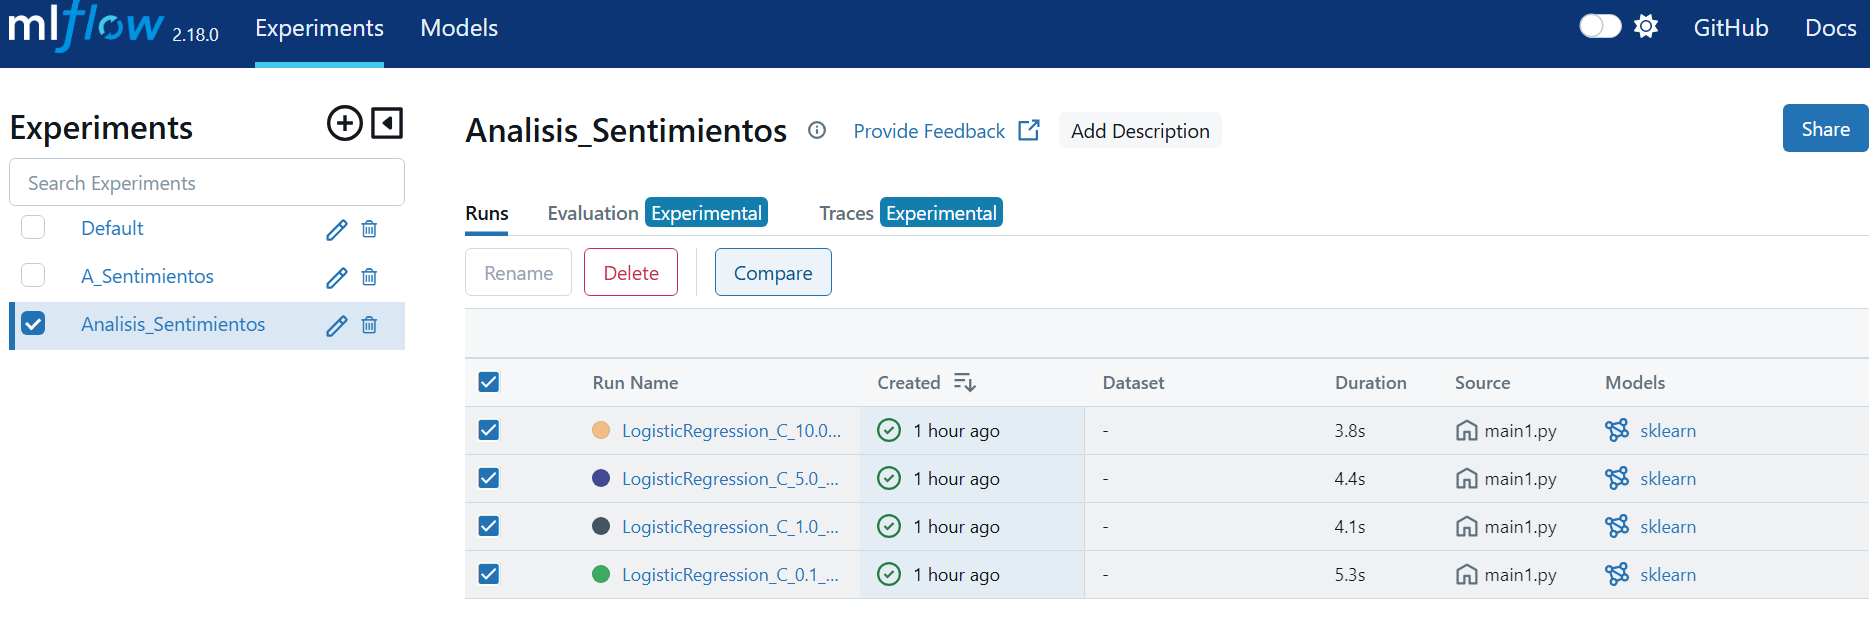 mlflow 2.18.0 Experiments Models GitHub Docs
Experiments
Search Experiments
Default
A_Sentimientos
Analisis_Sentimientos
Analisis_Sentimientos Provide Feedback Add Description Share
Runs Evaluation Experimental Traces Experimental
Rename Delete Compare
Run Name Created Dataset Duration Source Models
LogisticRegression_C_10.0... 1 hour ago - 3.8s main1.py sklearn
LogisticRegression_C_5.0_... 1 hour ago - 4.4s main1.py sklearn
LogisticRegression_C_1.0_... 1 hour ago - 4.1s main1.py sklearn
LogisticRegression_C_0.1_... 1 hour ago - 5.3s main1.py sklearn